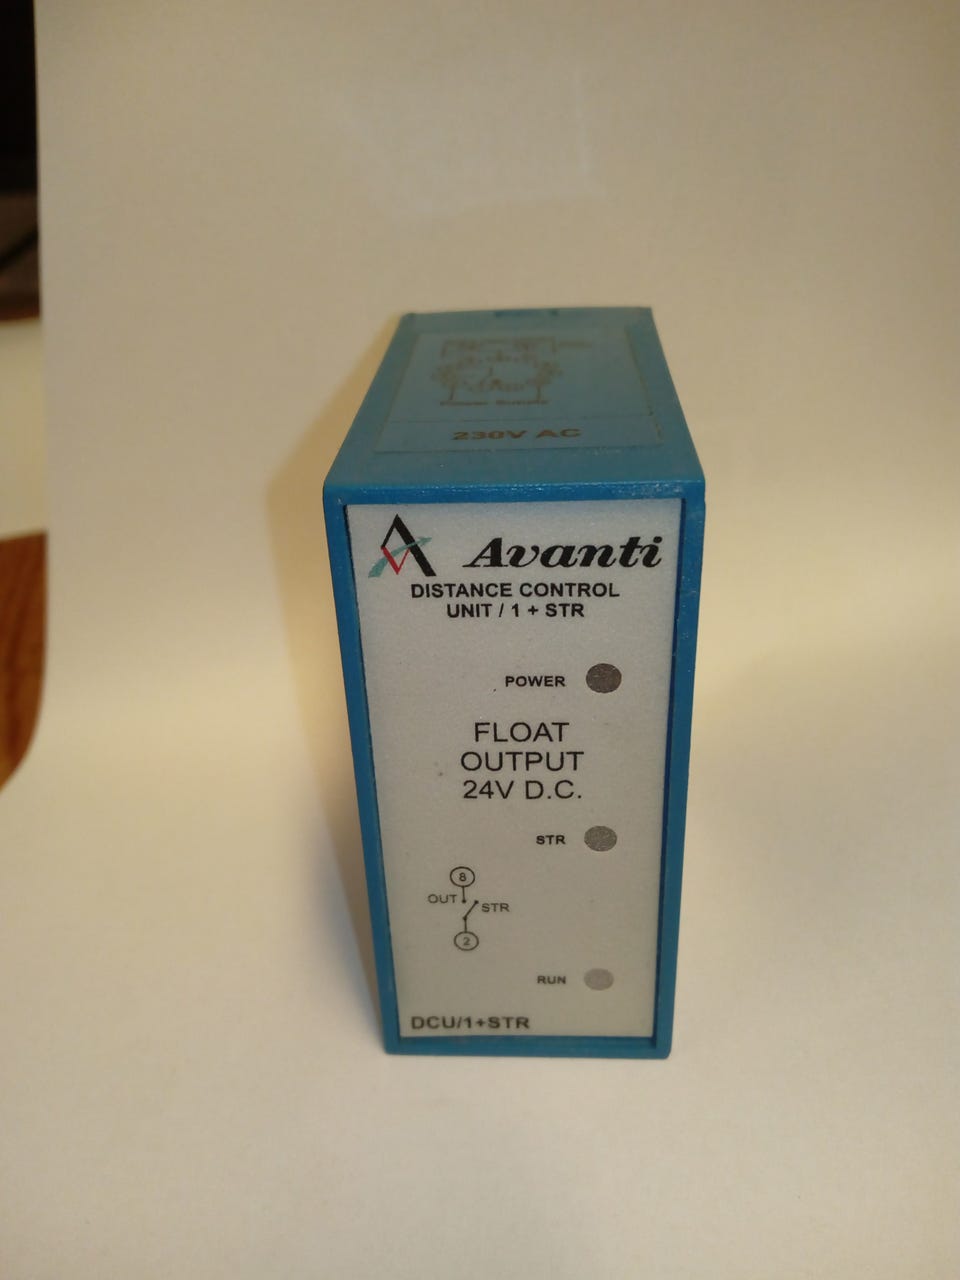 230V AC
Avanti
DISTANCE CONTROL
UNIT / 1 + STR
POWER
FLOAT
OUTPUT
24V D.C.
STR
8
OUT STR
2
RUN
DCU/1+STR